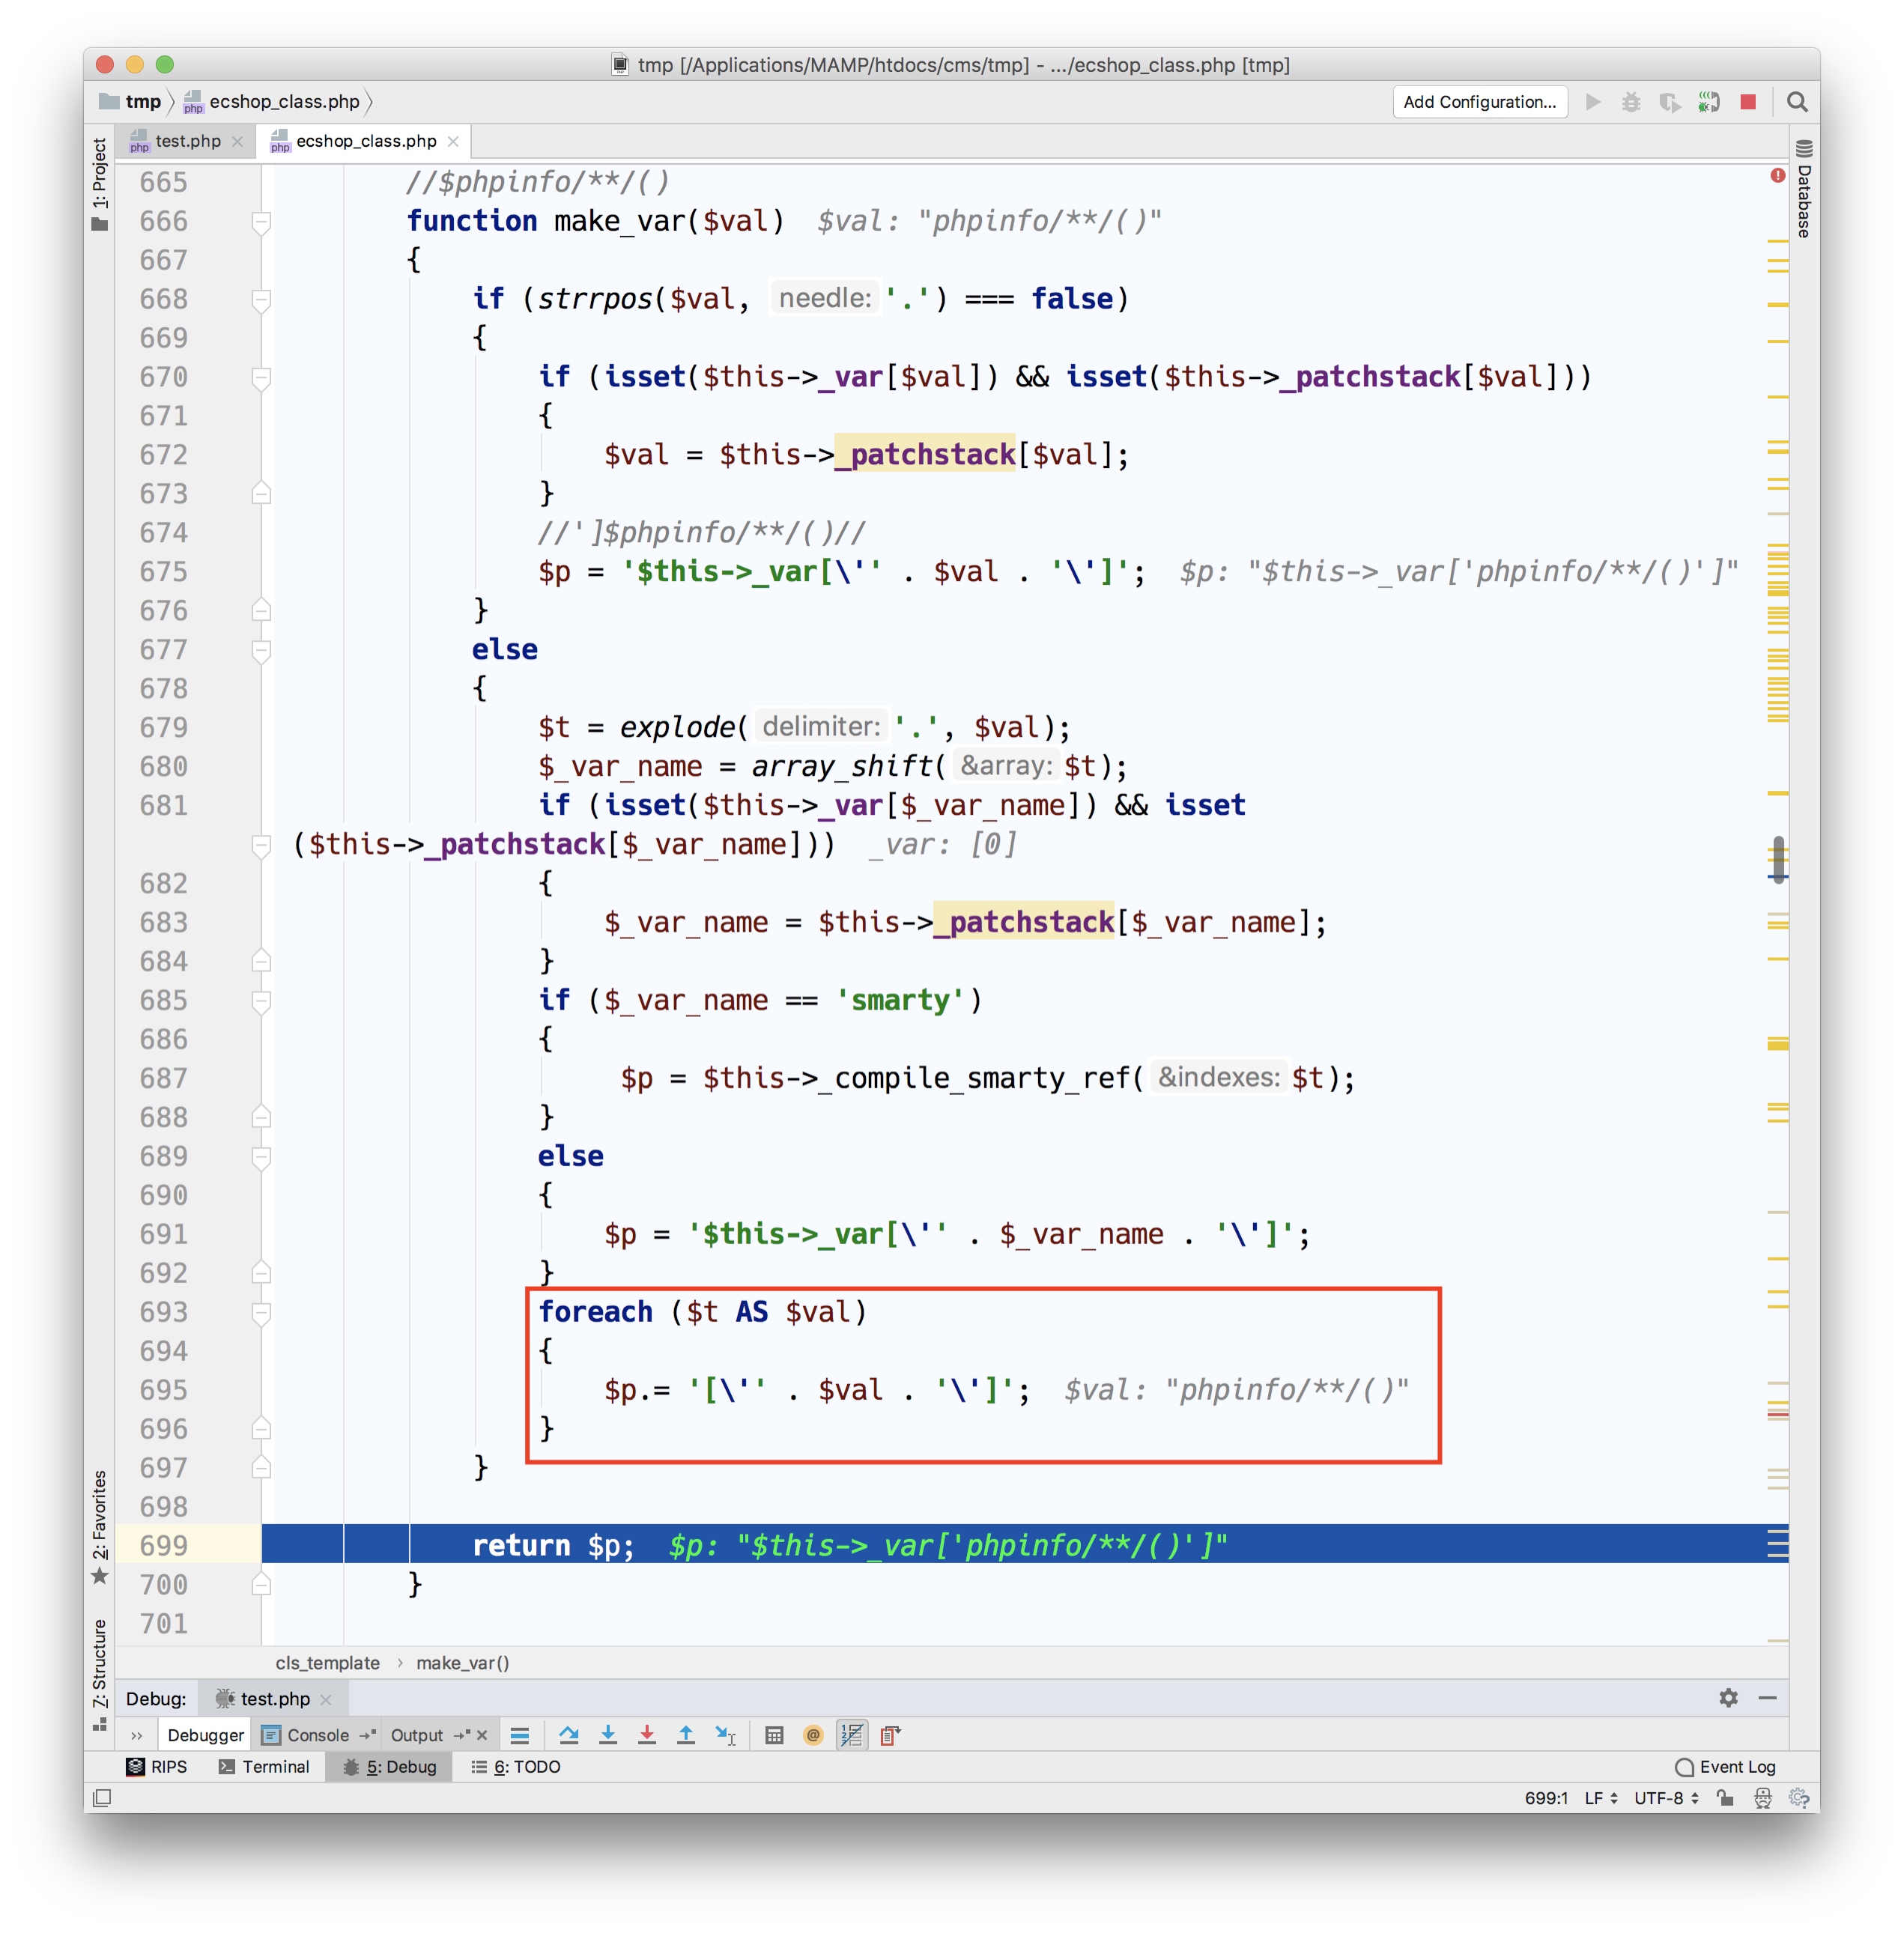 tmp [/Applications/MAMP/htdocs/cms/tmp] - .../ecshop_class.php [tmp]
tmp php ecshop_class.php Add Configuration...
php test.php php ecshop_class.php
1: Project
Database
665 //$phpinfo/**/()
666 function make_var($val) $val: "phpinfo/**/()"
667 {
668 if (strrpos($val, needle: '.') === false)
669 {
670 if (isset($this->_var[$val]) && isset($this->_patchstack[$val]))
671 {
672 $val = $this->_patchstack[$val];
673 }
674 //']$phpinfo/**/()//
675 $p = '$this->_var[\'' . $val . '\']'; $p: "$this->_var['phpinfo/**/()']"
676 }
677 else
678 {
679 $t = explode( delimiter: '.', $val);
680 $_var_name = array_shift( &array: $t);
681 if (isset($this->_var[$_var_name]) && isset
($this->_patchstack[$_var_name])) _var: [0]
682 {
683 $_var_name = $this->_patchstack[$_var_name];
684 }
685 if ($_var_name == 'smarty')
686 {
687 $p = $this->_compile_smarty_ref( &indexes: $t);
688 }
689 else
690 {
691 $p = '$this->_var[\'' . $_var_name . '\']';
692 }
693 foreach ($t AS $val)
694 {
695 $p.= '[\'' . $val . '\']'; $val: "phpinfo/**/()"
696 }
697 }
698
699 return $p; $p: "$this->_var['phpinfo/**/()']"
700 }
701
2: Favorites
7: Structure
cls_template › make_var()
Debug: test.php
» Debugger Console Output
RIPS Terminal 5: Debug 6: TODO Event Log
699:1 LF UTF-8